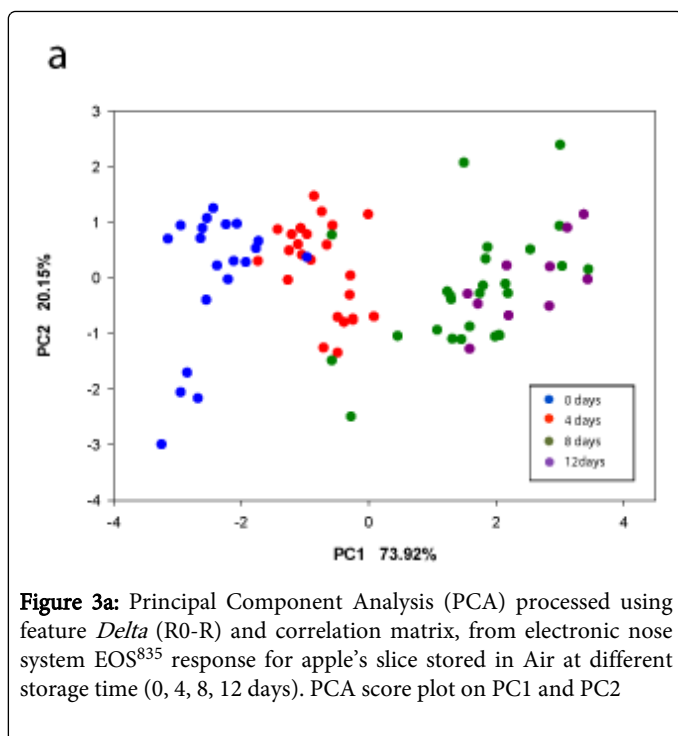 a
3
2
1
0
-1
-2
-3
-4
PC2 20.15%
0 days
4 days
8 days
12days
-4
-2
0
2
4
PC1 73.92%
Figure 3a: Principal Component Analysis (PCA) processed using
feature Delta (R0-R) and correlation matrix, from electronic nose
system EOS⁸³⁵ response for apple's slice stored in Air at different
storage time (0, 4, 8, 12 days). PCA score plot on PC1 and PC2